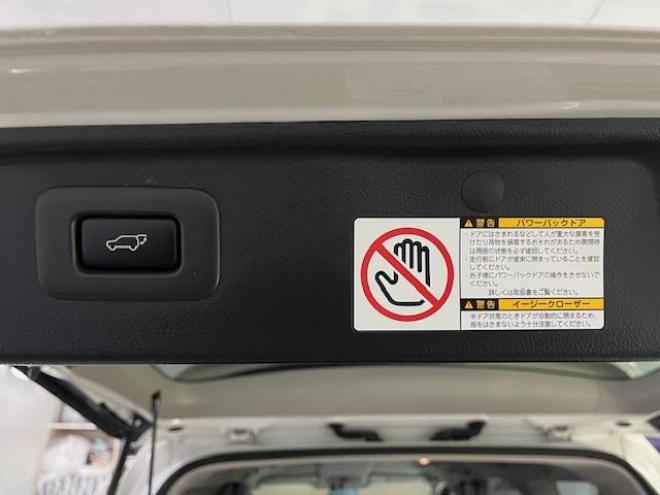 警告 パワーバックドア
・ドアにはさまれるなどして人が重大な傷害を受
けたり荷物を損傷するおそれがあるため開閉時
は周囲の状態を必ず確認してください。
・走行前にドアが確実に閉まっていることを確認
してください。
・お子様にパワーバックドアの操作をさせないで
ください。
詳しくは取扱書をご覧ください。
警告 イージークローザー
※ドア状態のときドアが自動的に閉まるため、
指をはさまないよう十分注意してください。